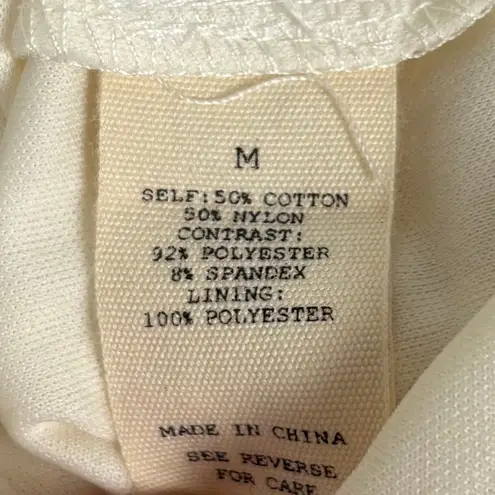 M
SELF:50% COTTON
50% NYLON
CONTRAST:
92% POLYESTER
8% SPANDEX
LINING:
100% POLYESTER
MADE IN CHINA
SEE REVERSE
FOR CARE